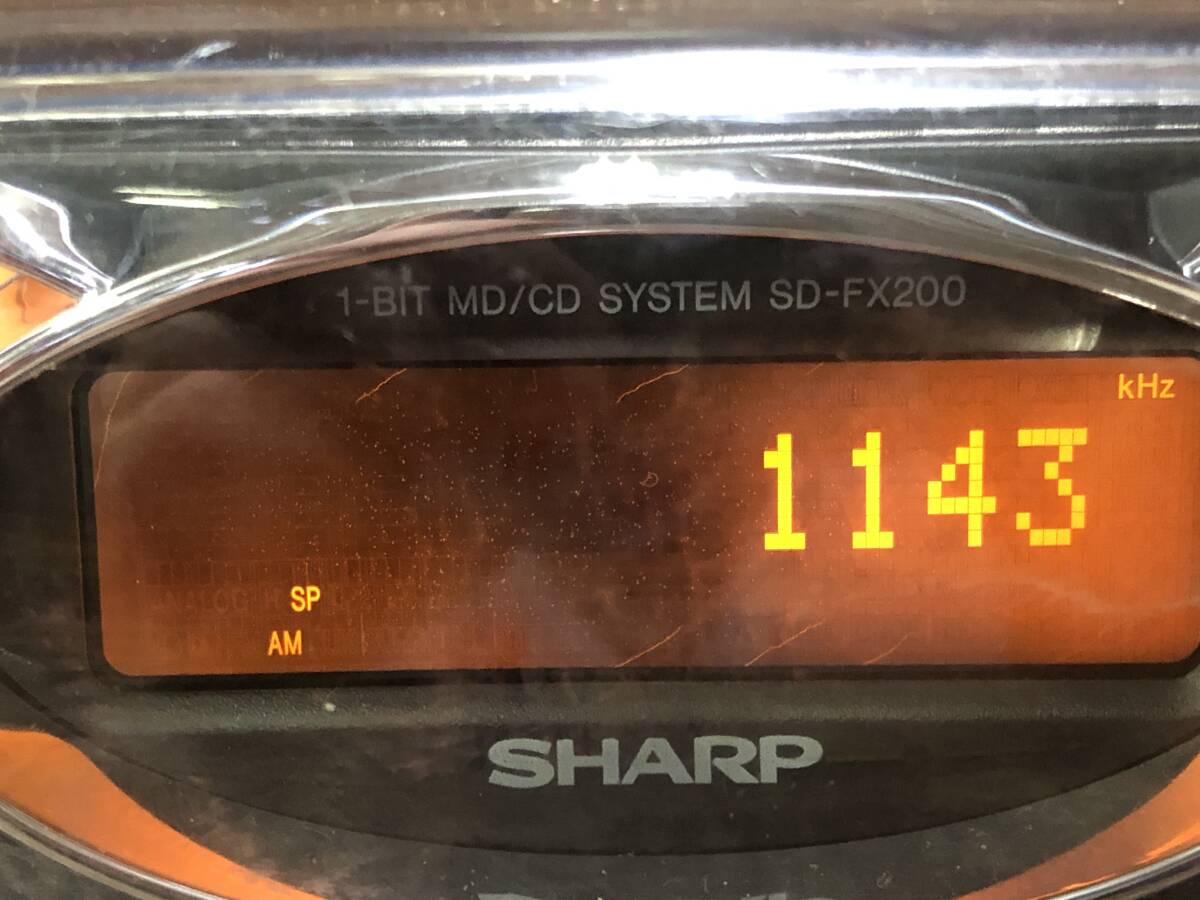 1-BIT MD/CD SYSTEM SD-FX200
kHz
1143
SP
AM
SHARP